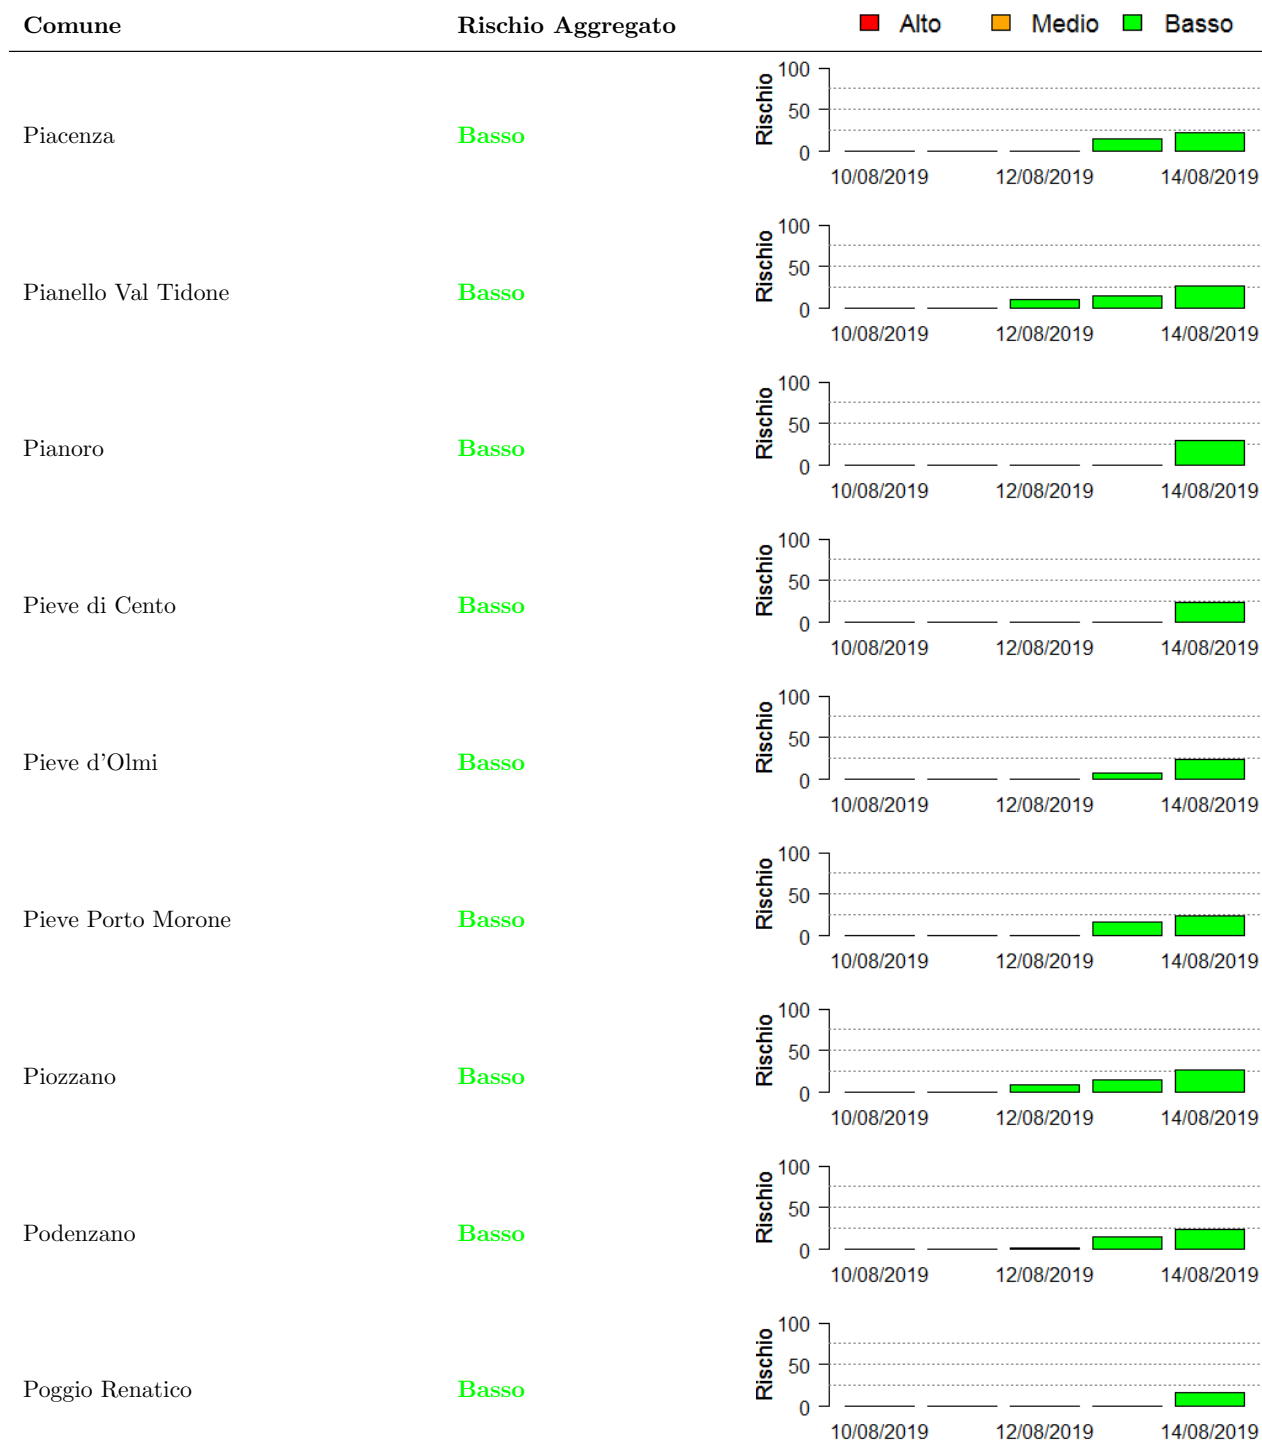 Comune Rischio Aggregato Alto Medio Basso
Piacenza Basso
Rischio
100
50
0
10/08/2019 12/08/2019 14/08/2019
Pianello Val Tidone Basso
Rischio
100
50
0
10/08/2019 12/08/2019 14/08/2019
Pianoro Basso
Rischio
100
50
0
10/08/2019 12/08/2019 14/08/2019
Pieve di Cento Basso
Rischio
100
50
0
10/08/2019 12/08/2019 14/08/2019
Pieve d'Olmi Basso
Rischio
100
50
0
10/08/2019 12/08/2019 14/08/2019
Pieve Porto Morone Basso
Rischio
100
50
0
10/08/2019 12/08/2019 14/08/2019
Piozzano Basso
Rischio
100
50
0
10/08/2019 12/08/2019 14/08/2019
Podenzano Basso
Rischio
100
50
0
10/08/2019 12/08/2019 14/08/2019
Poggio Renatico Basso
Rischio
100
50
0
10/08/2019 12/08/2019 14/08/2019